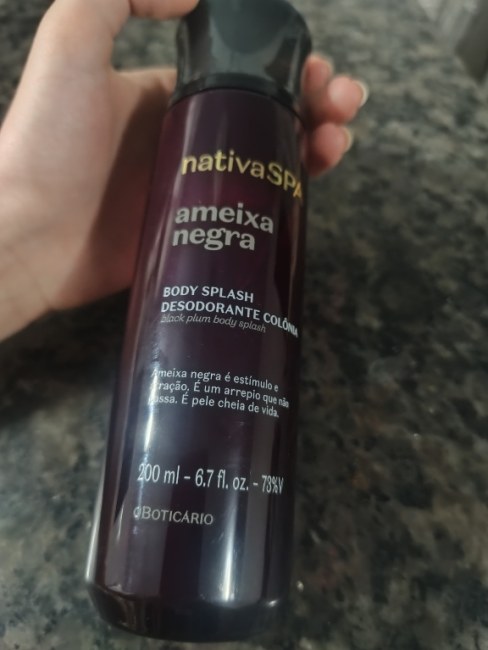 nativaSPA
ameixa
negra
BODY SPLASH
DESODORANTE COLÔNIA
black plum body splash
Ameixa negra é estímulo e
ração. É um arrepio que não
passa. É pele cheia de vida.
200 ml - 6.7 fl. oz. - 73%V
oBOTICÁRIO